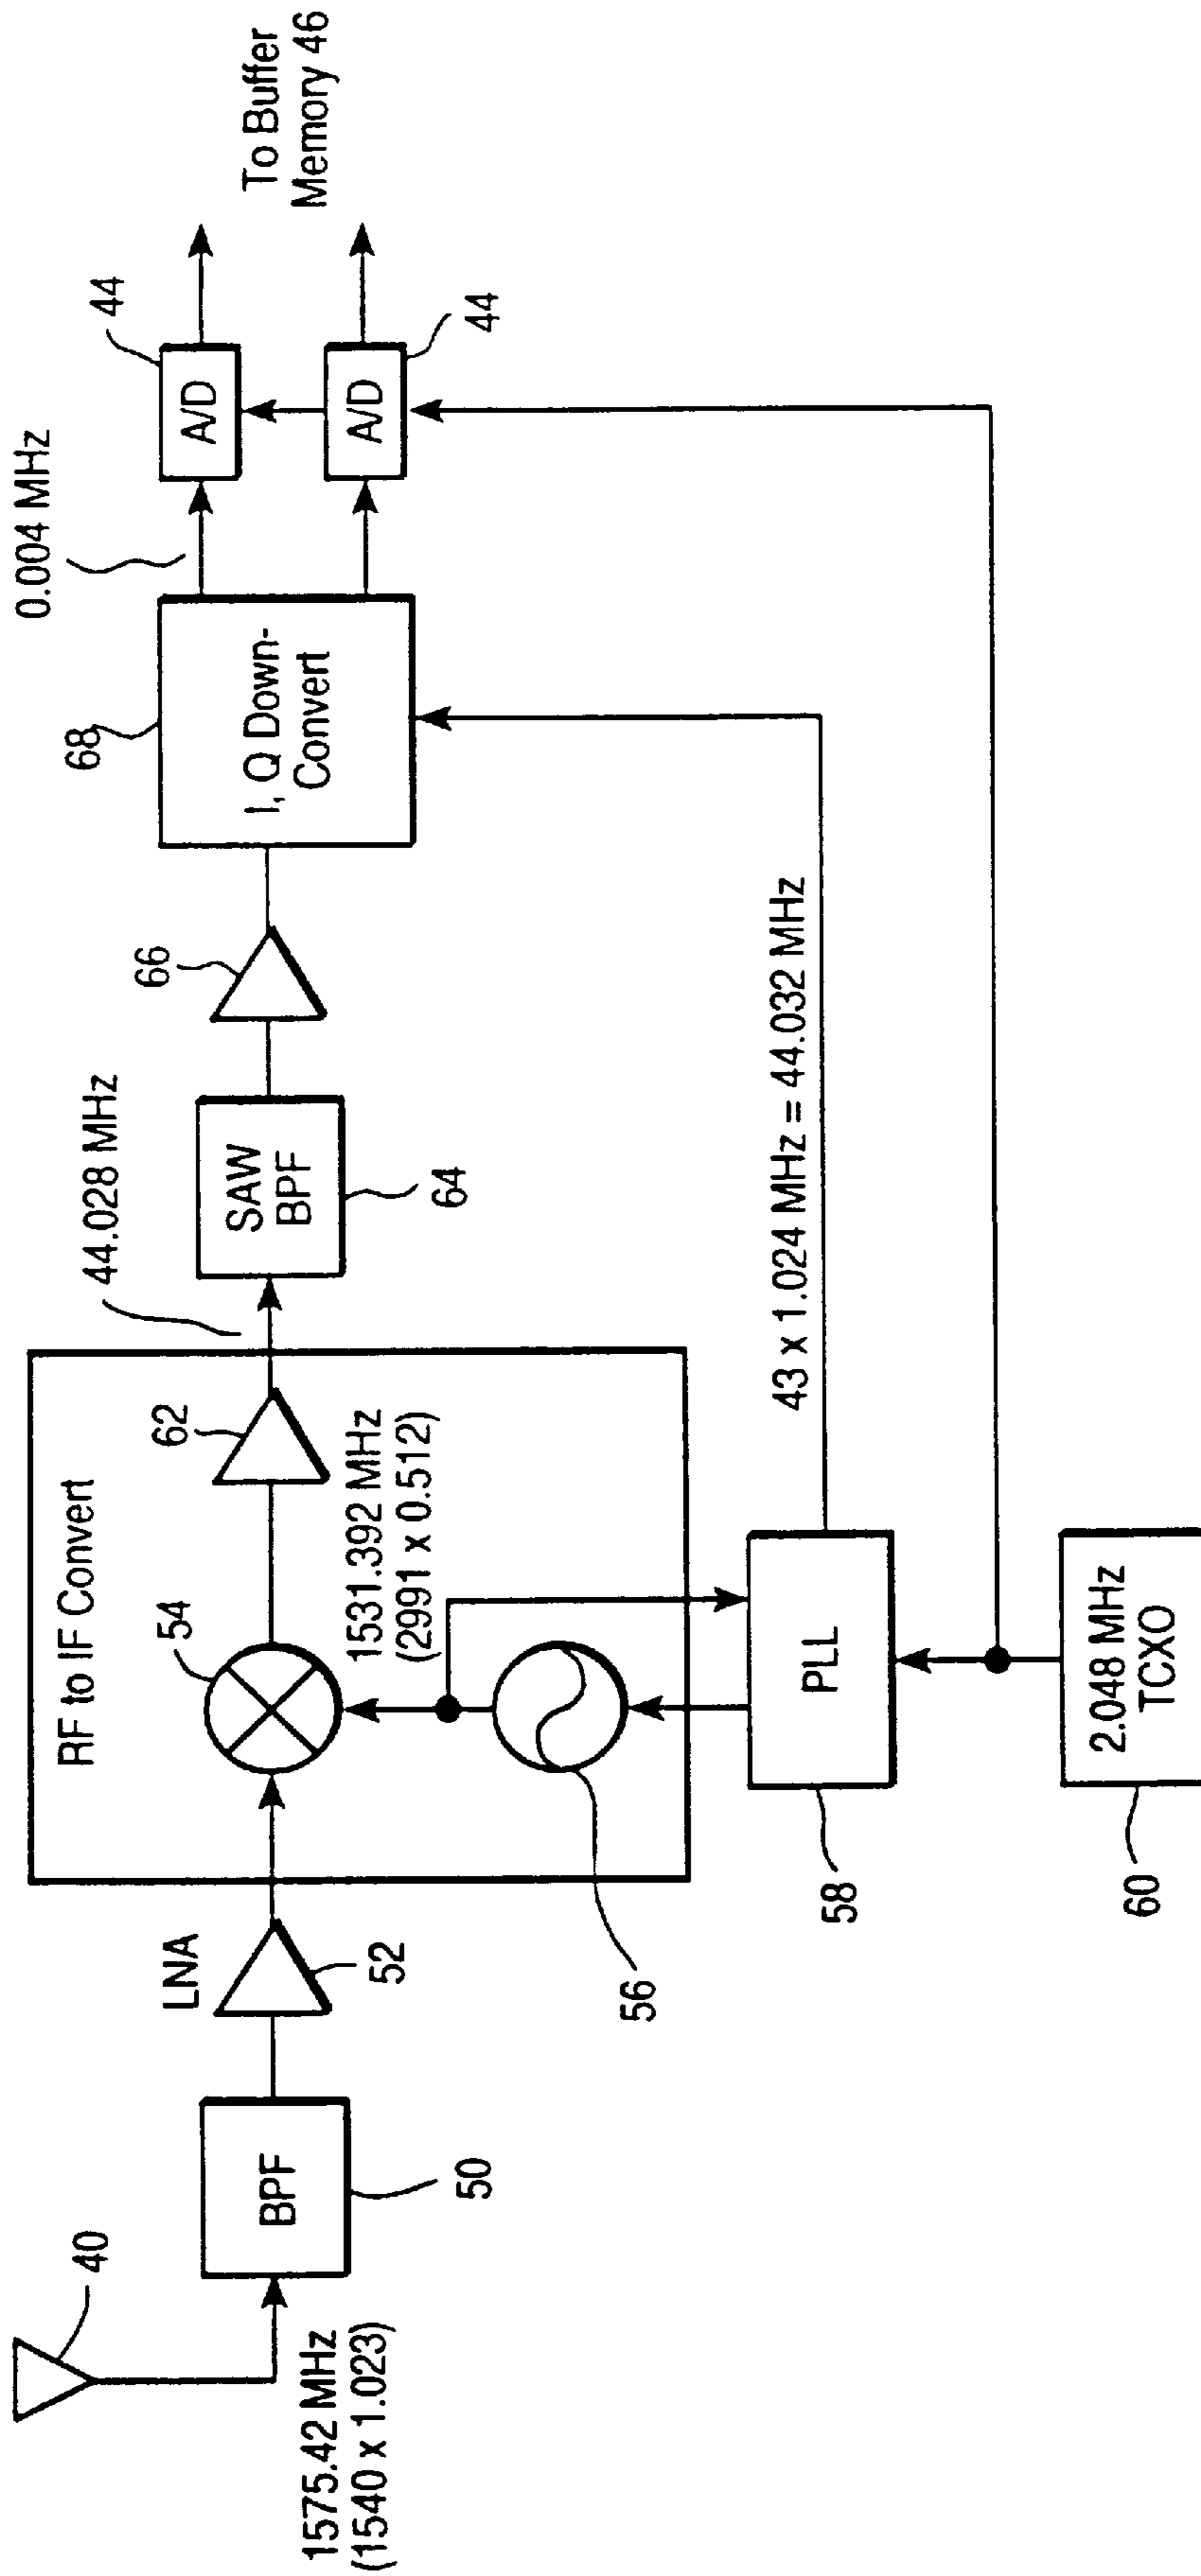 40
1575.42 MHz
(1540 x 1.023)
BPF
50
LNA
52
RF to IF Convert
54
1531.392 MHz
(2991 x 0.512)
56
62
44.028 MHz
SAW
BPF
64
66
68
I, Q Down-
Convert
0.004 MHz
44
A/D
A/D
44
To Buffer
Memory 46
PLL
58
43 x 1.024 MHz = 44.032 MHz
2.048 MHz
TCXO
60